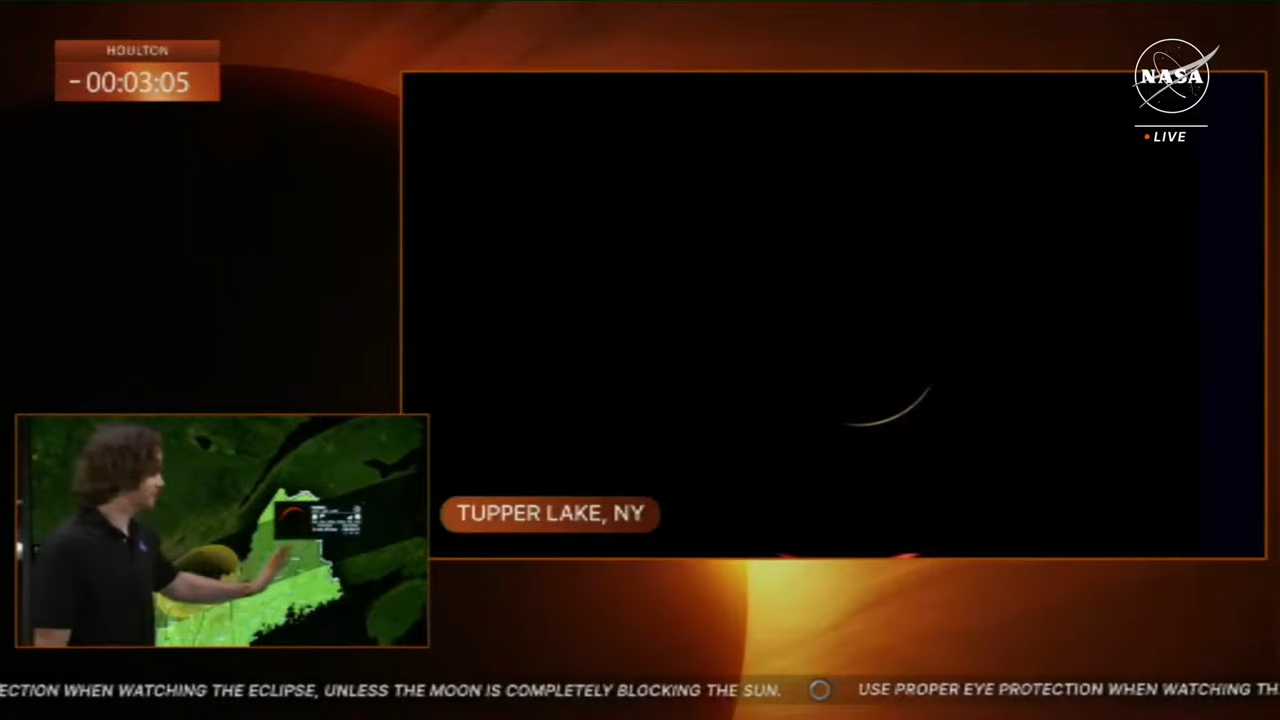 HOULTON
-00:03:05
NASA
LIVE
TUPPER LAKE, NY
ECTION WHEN WATCHING THE ECLIPSE, UNLESS THE MOON IS COMPLETELY BLOCKING THE SUN. USE PROPER EYE PROTECTION WHEN WATCHING TH